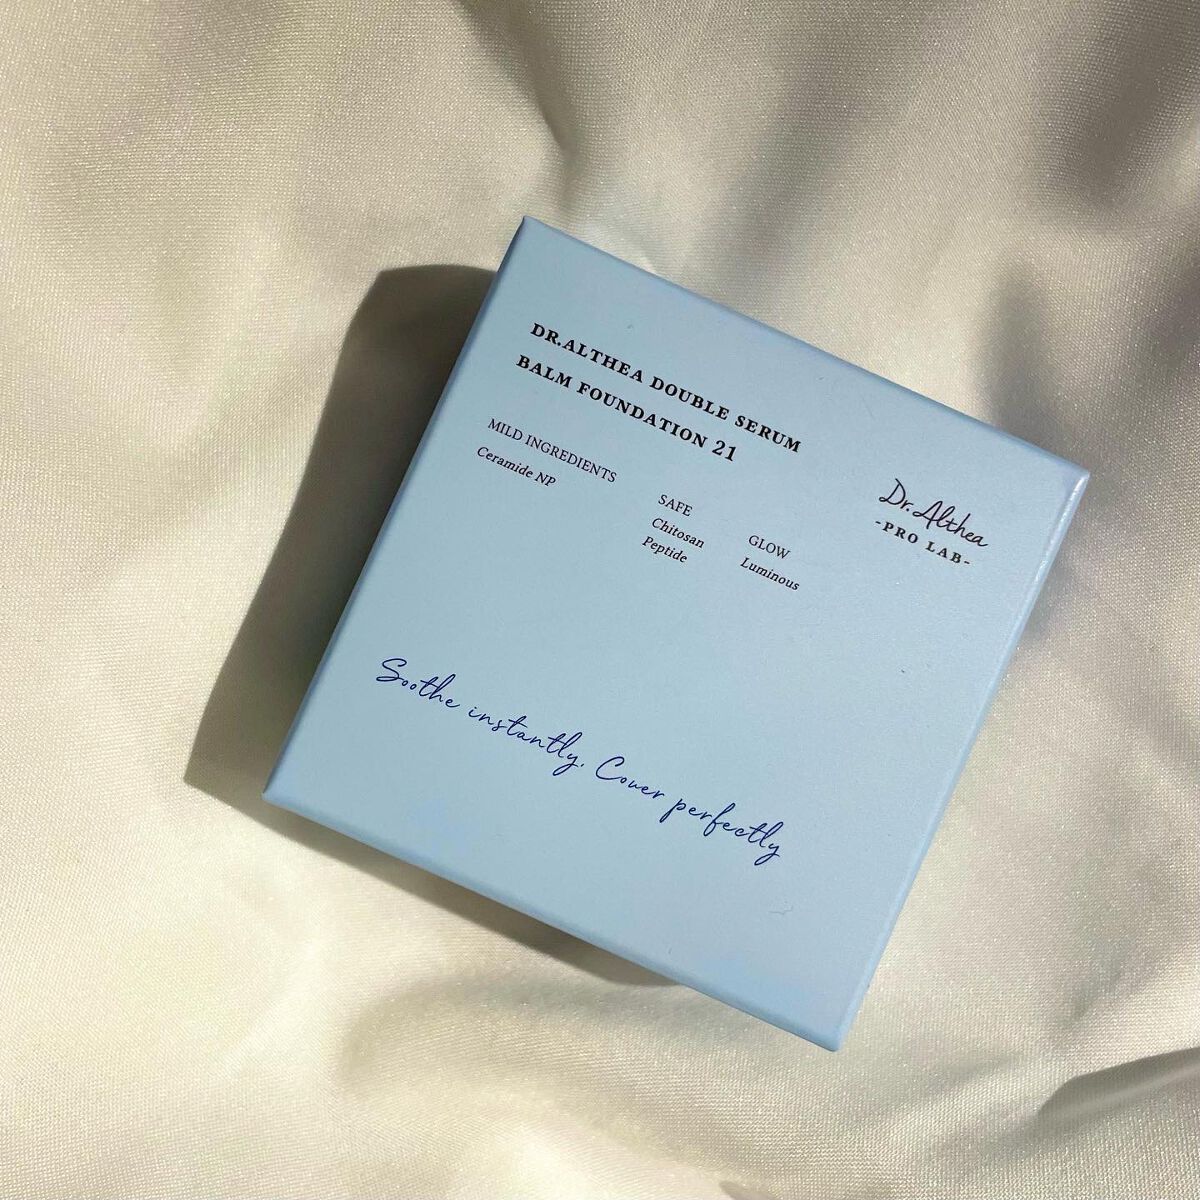 DR.ALTHEA DOUBLE SERUM
BALM FOUNDATION 21
MILD INGREDIENTS
Ceramide NP
SAFE
Chitosan
Peptide
GLOW
Luminous
Dr.Althea
-PRO LAB-
Soothe instantly, Cover perfectly